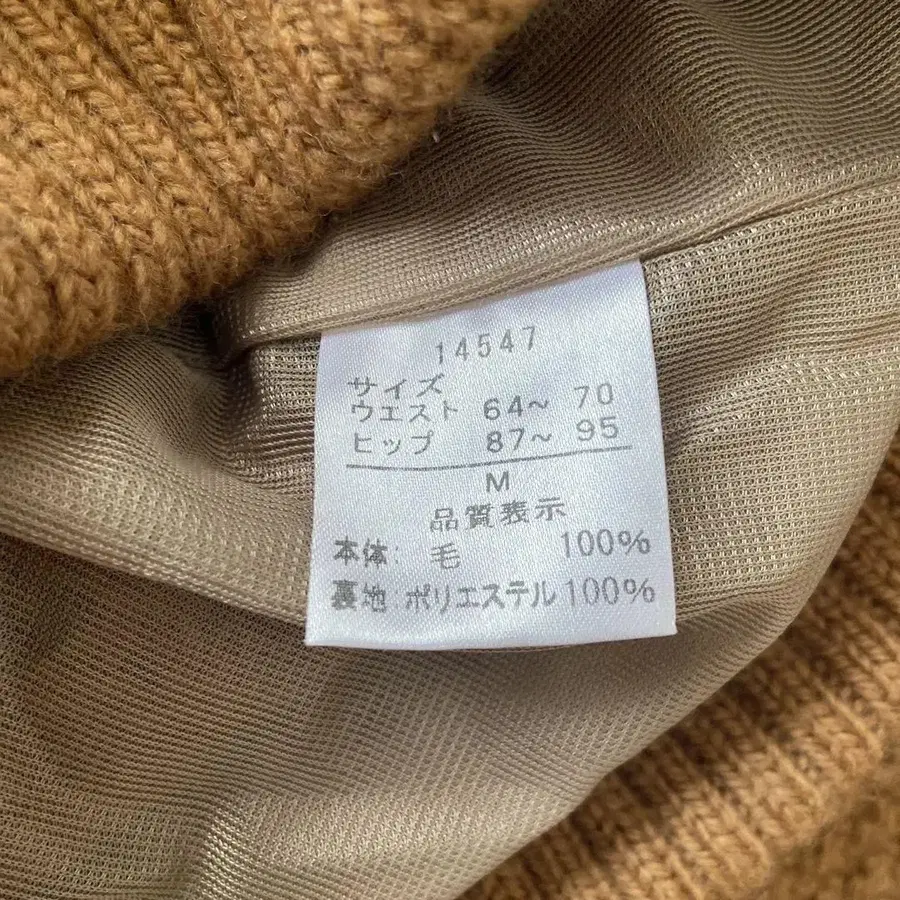 14547
サイズ
ウエスト 64~ 70
ヒップ 87~ 95
M
品質表示
本体: 毛 100%
裏地: ポリエステル 100%